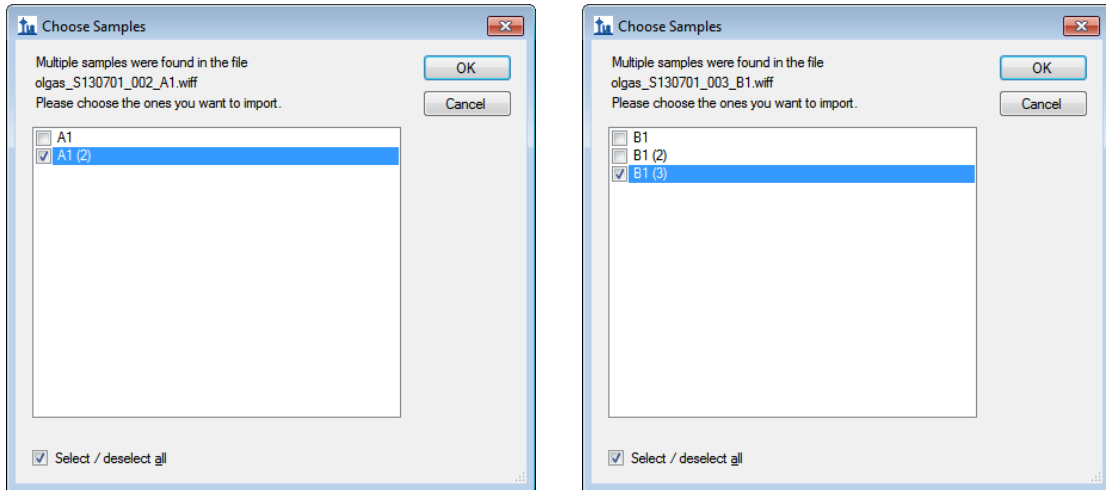 Choose Samples
Multiple samples were found in the file
olgas_S130701_002_A1.wiff
Please choose the ones you want to import.
OK
Cancel
A1
A1 (2)
Select / deselect all
Choose Samples
Multiple samples were found in the file
olgas_S130701_003_B1.wiff
Please choose the ones you want to import.
OK
Cancel
B1
B1 (2)
B1 (3)
Select / deselect all